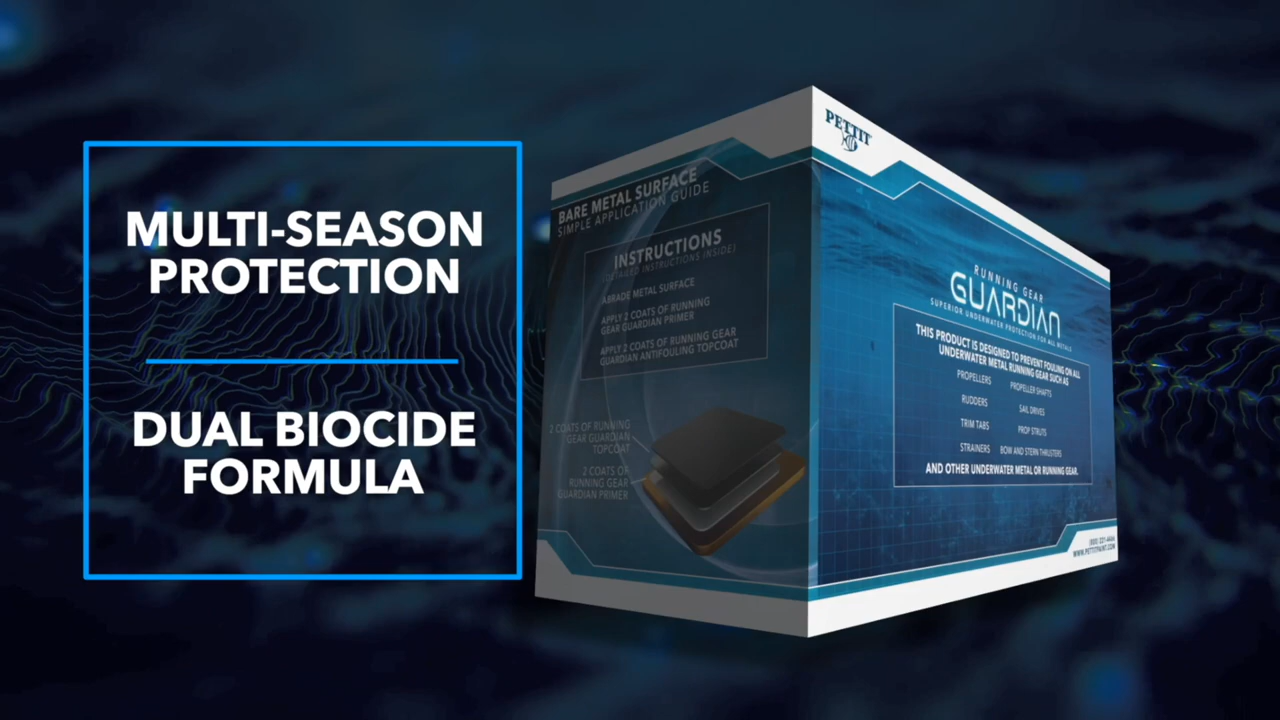 MULTI-SEASON
PROTECTION
DUAL BIOCIDE
FORMULA
BARE METAL SURFACE
SIMPLE APPLICATION GUIDE
INSTRUCTIONS
(DETAILED INSTRUCTIONS INSIDE)
ABRADE METAL SURFACE
APPLY 2 COATS OF RUNNING
GEAR GUARDIAN PRIMER
APPLY 2 COATS OF RUNNING GEAR
GUARDIAN ANTIFOULING TOPCOAT
2 COATS OF RUNNING
GEAR GUARDIAN
TOPCOAT
2 COATS OF
RUNNING GEAR
GUARDIAN PRIMER
PETTIT
RUNNING GEAR
GUARDIAN
SUPERIOR UNDERWATER PROTECTION FOR ALL METALS
THIS PRODUCT IS DESIGNED TO PREVENT FOULING ON ALL
UNDERWATER METAL RUNNING GEAR SUCH AS
PROPELLERS PROPELLER SHAFTS
RUDDERS SAIL DRIVES
TRIM TABS PROP STRUTS
STRAINERS BOW AND STERN THRUSTERS
AND OTHER UNDERWATER METAL OR RUNNING GEAR.
(800) 221-4466
WWW.PETTITPAINT.COM